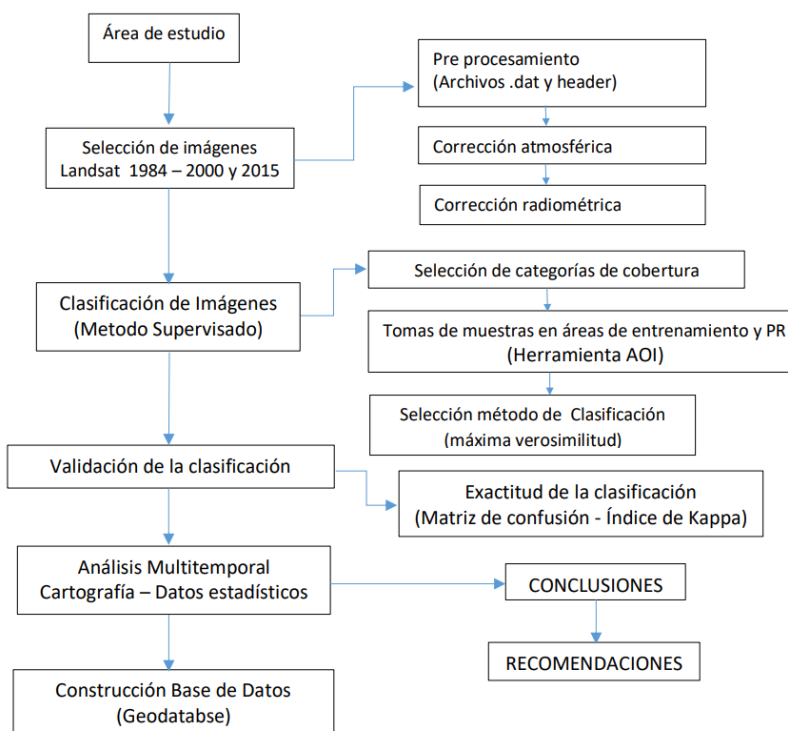 Área de estudio
Pre procesamiento
(Archivos .dat y header)
Selección de imágenes
Landsat 1984 – 2000 y 2015
Corrección atmosférica
Corrección radiométrica
Selección de categorías de cobertura
Clasificación de Imágenes
(Metodo Supervisado)
Tomas de muestras en áreas de entrenamiento y PR
(Herramienta AOI)
Selección método de Clasificación
(máxima verosimilitud)
Validación de la clasificación
Exactitud de la clasificación
(Matriz de confusión - Índice de Kappa)
Análisis Multitemporal
Cartografía – Datos estadísticos
CONCLUSIONES
RECOMENDACIONES
Construcción Base de Datos
(Geodatabse)